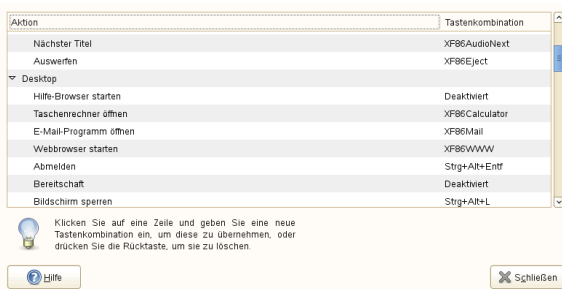 Aktion Tastenkombination
Nächster Titel XF86AudioNext
Auswerfen XF86Eject
Desktop
Hilfe-Browser starten Deaktiviert
Taschenrechner öffnen XF86Calculator
E-Mail-Programm öffnen XF86Mail
Webbrowser starten XF86WWW
Abmelden Strg+Alt+Entf
Bereitschaft Deaktiviert
Bildschirm sperren Strg+Alt+L
Klicken Sie auf eine Zeile und geben Sie eine neue
Tastenkombination ein, um diese zu übernehmen, oder
drücken Sie die Rücktaste, um sie zu löschen.
Hilfe Schließen